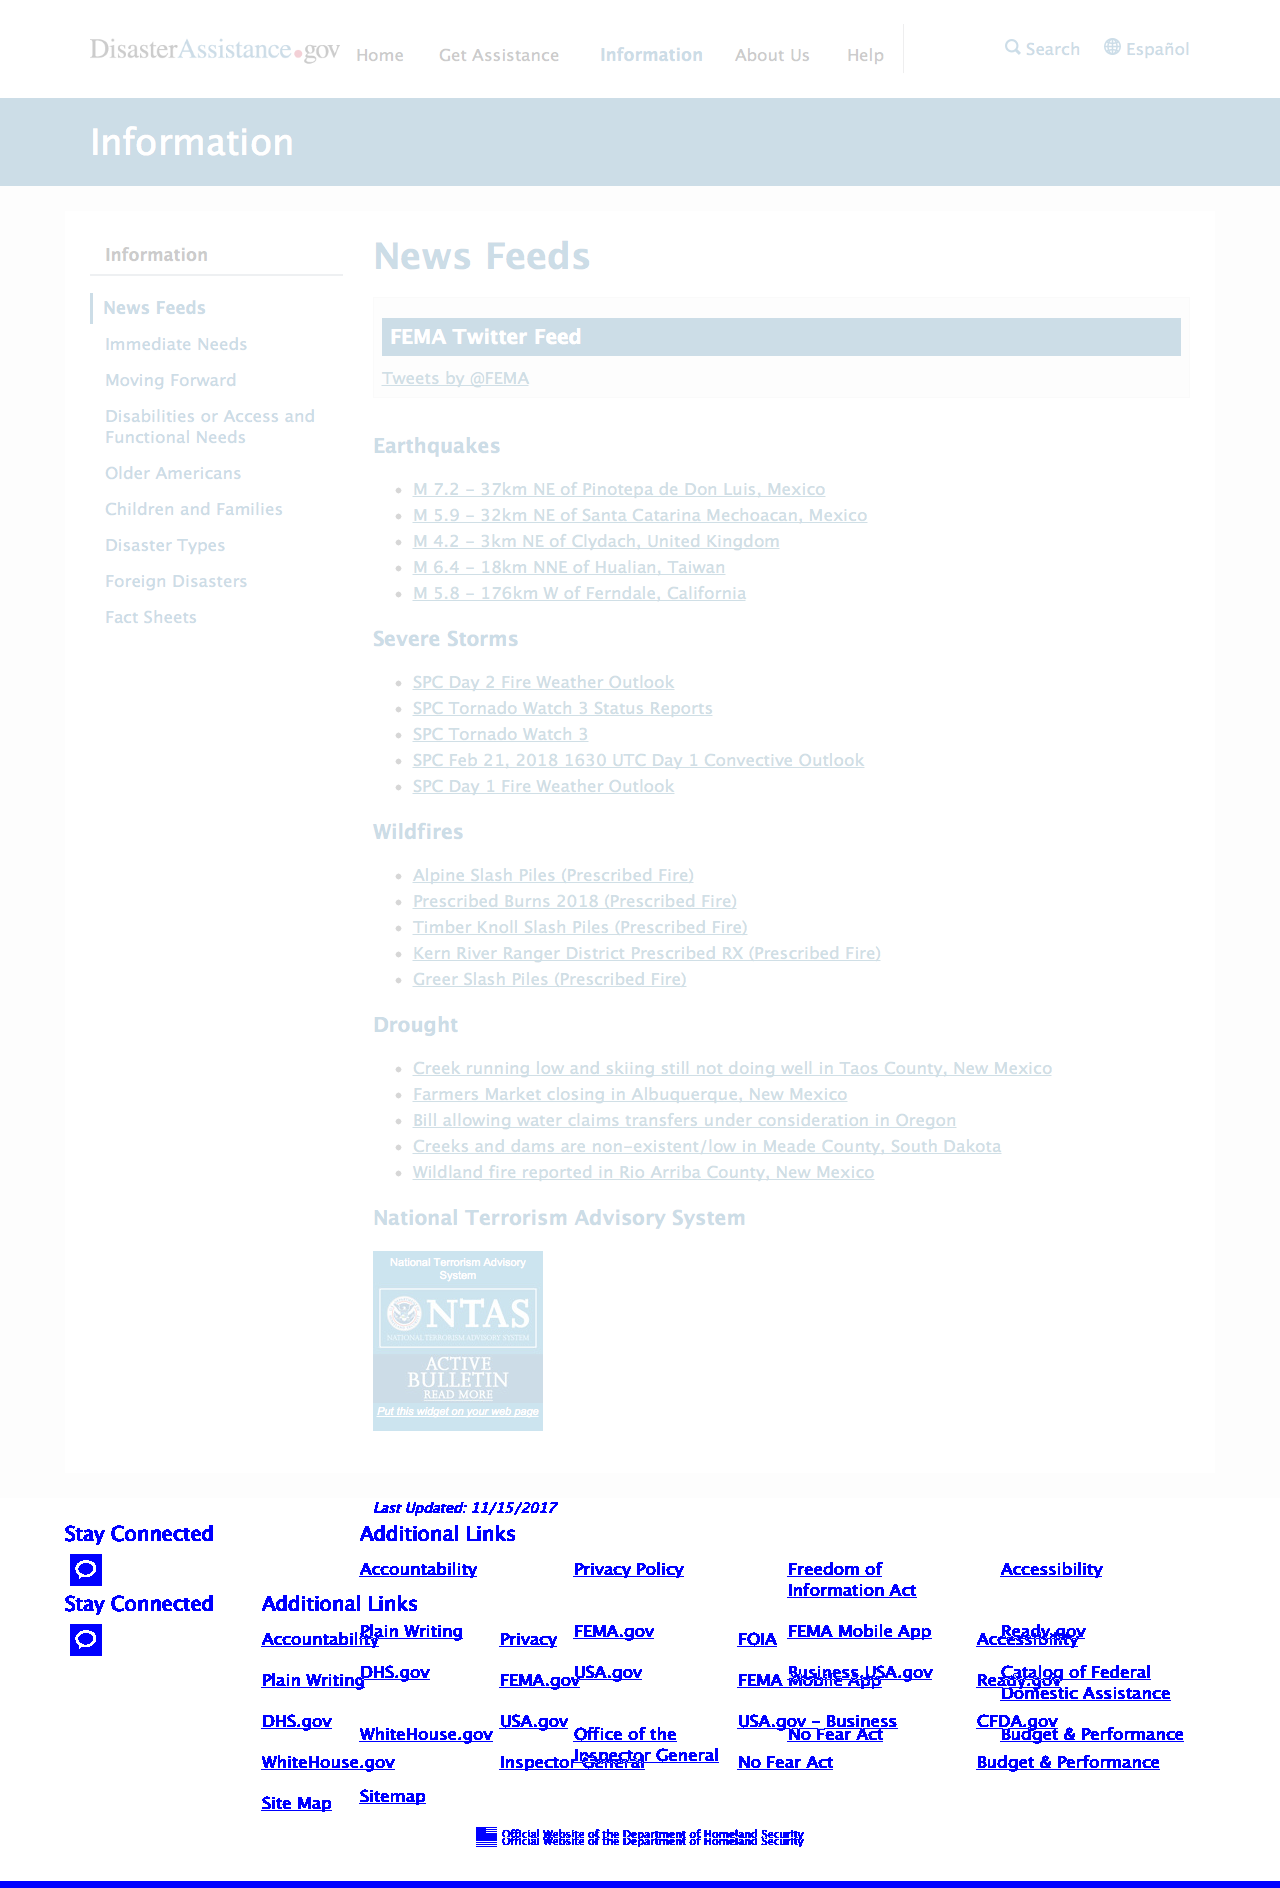 DisasterAssistance.gov Home Get Assistance Information About Us Help Search Español
Information
Information
News Feeds
Immediate Needs
Moving Forward
Disabilities or Access and
Functional Needs
Older Americans
Children and Families
Disaster Types
Foreign Disasters
Fact Sheets
News Feeds
FEMA Twitter Feed
Tweets by @FEMA
Earthquakes
M 7.2 - 37km NE of Pinotepa de Don Luis, Mexico
M 5.9 - 32km NE of Santa Catarina Mechoacan, Mexico
M 4.2 - 3km NE of Clydach, United Kingdom
M 6.4 - 18km NNE of Hualian, Taiwan
M 5.8 - 176km W of Ferndale, California
Severe Storms
SPC Day 2 Fire Weather Outlook
SPC Tornado Watch 3 Status Reports
SPC Tornado Watch 3
SPC Feb 21, 2018 1630 UTC Day 1 Convective Outlook
SPC Day 1 Fire Weather Outlook
Wildfires
Alpine Slash Piles (Prescribed Fire)
Prescribed Burns 2018 (Prescribed Fire)
Timber Knoll Slash Piles (Prescribed Fire)
Kern River Ranger District Prescribed RX (Prescribed Fire)
Greer Slash Piles (Prescribed Fire)
Drought
Creek running low and skiing still not doing well in Taos County, New Mexico
Farmers Market closing in Albuquerque, New Mexico
Bill allowing water claims transfers under consideration in Oregon
Creeks and dams are non-existent/low in Meade County, South Dakota
Wildland fire reported in Rio Arriba County, New Mexico
National Terrorism Advisory System
National Terrorism Advisory
System
NTAS
NATIONAL TERRORISM ADVISORY SYSTEM
ACTIVE
BULLETIN
READ MORE
Put this widget on your web page
Last Updated: 11/15/2017
Stay Connected
Additional Links
Accountability
Privacy Policy
Freedom of
Information Act
Accessibility
Plain Writing
FEMA.gov
FEMA Mobile App
Ready.gov
DHS.gov
USA.gov
Business.USA.gov
Catalog of Federal
Domestic Assistance
WhiteHouse.gov
Office of the
Inspector General
No Fear Act
Budget & Performance
Sitemap
Stay Connected
Additional Links
Accountability
Privacy
FOIA
Accessibility
Plain Writing
FEMA.gov
FEMA Mobile App
Ready.gov
DHS.gov
USA.gov
USA.gov - Business
CFDA.gov
WhiteHouse.gov
Inspector General
No Fear Act
Budget & Performance
Site Map
Official Website of the Department of Homeland Security
Official Website of the Department of Homeland Security